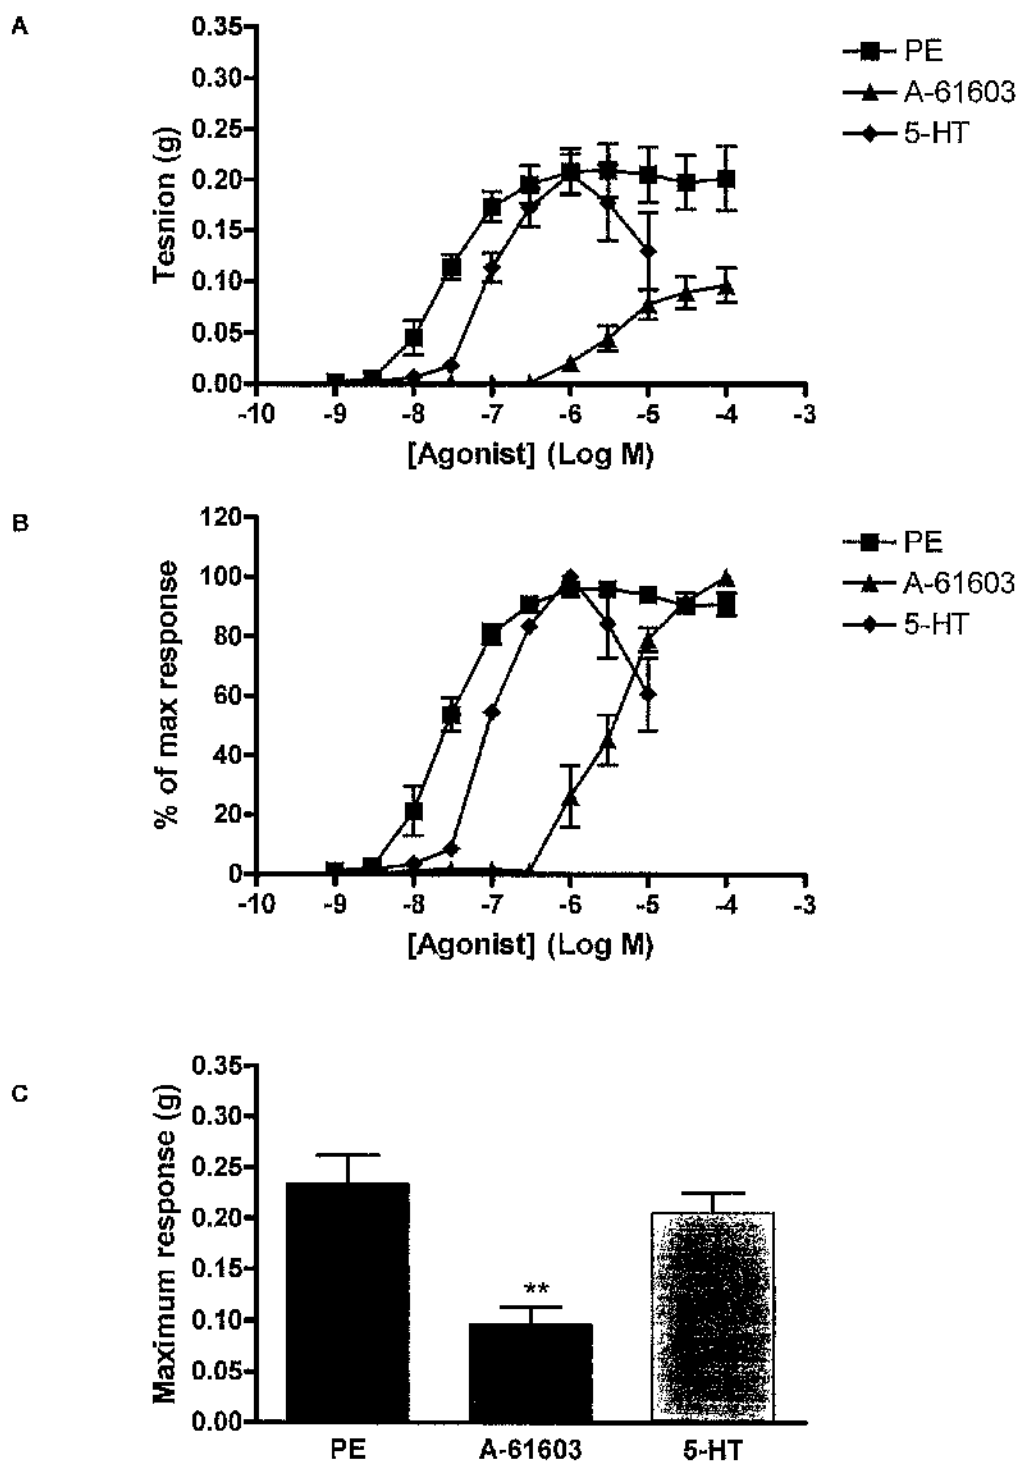 A
0.35
0.30
0.25
0.20
0.15
0.10
0.05
0.00
Tesnion (g)
-10 -9 -8 -7 -6 -5 -4 -3
[Agonist] (Log M)
PE
A-61603
5-HT
B
120
100
80
60
40
20
0
% of max response
-10 -9 -8 -7 -6 -5 -4 -3
[Agonist] (Log M)
PE
A-61603
5-HT
C
0.35
0.30
0.25
0.20
0.15
0.10
0.05
0.00
Maximum response (g)
**
PE A-61603 5-HT